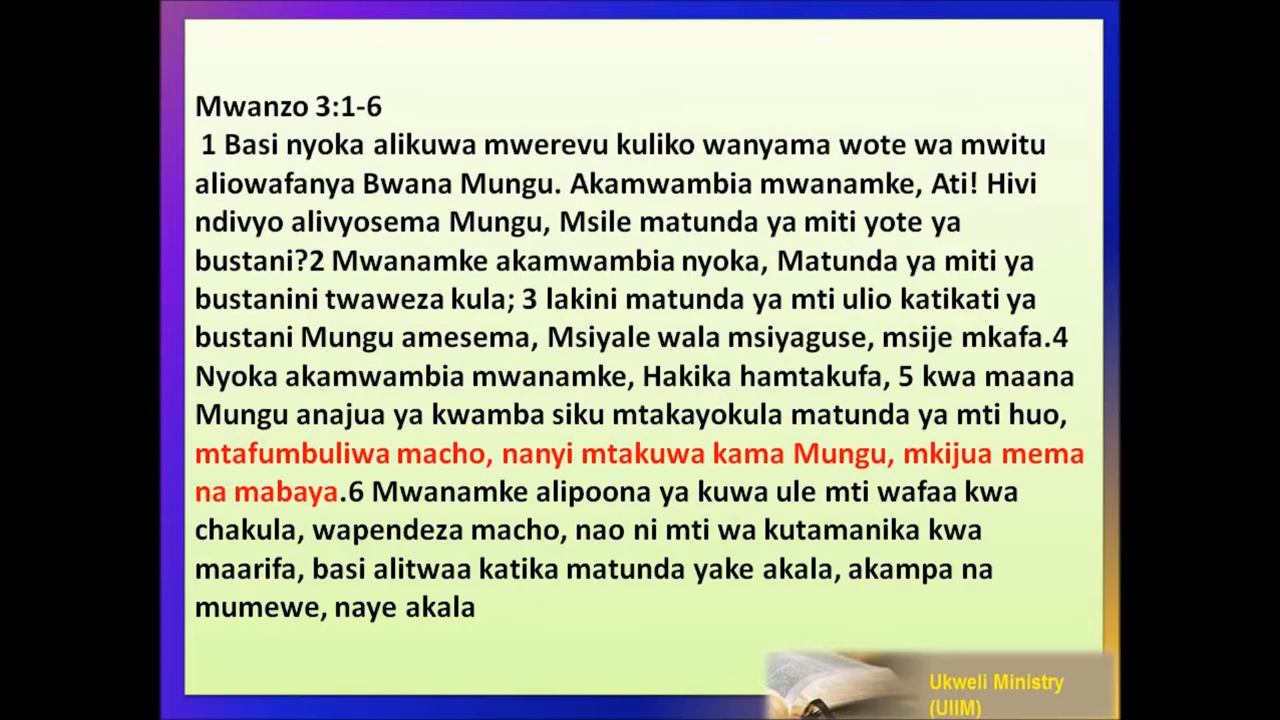 Mwanzo 3:1-6
1 Basi nyoka alikuwa mwerevu kuliko wanyama wote wa mwitu
aliowafanya Bwana Mungu. Akamwambia mwanamke, Ati! Hivi
ndivyo alivyosema Mungu, Msile matunda ya miti yote ya
bustani?2 Mwanamke akamwambia nyoka, Matunda ya miti ya
bustanini twaweza kula; 3 lakini matunda ya mti ulio katikati ya
bustani Mungu amesema, Msiyale wala msiyaguse, msije mkafa.4
Nyoka akamwambia mwanamke, Hakika hamtakufa, 5 kwa maana
Mungu anajua ya kwamba siku mtakayokula matunda ya mti huo,
mtafumbuliwa macho, nanyi mtakuwa kama Mungu, mkijua mema
na mabaya.6 Mwanamke alipoona ya kuwa ule mti wafaa kwa
chakula, wapendeza macho, nao ni mti wa kutamanika kwa
maarifa, basi alitwaa katika matunda yake akala, akampa na
mumewe, naye akala
Ukweli Ministry
(UIIM)